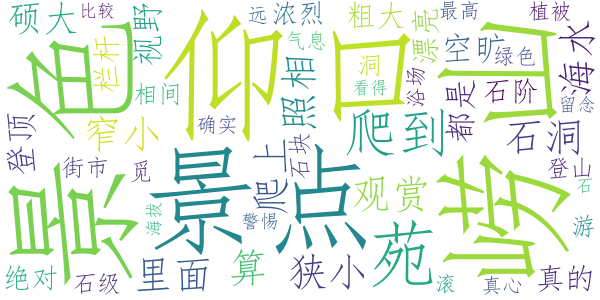 硕大
比较
色
栏杆
视野
仰
远
浓烈
气息
照相
口
洞
看得
粗大
漂亮
浴场
最高
空旷
绿色
山
植被
海水
留念
石阶
都是
石洞
登顶
窄小
相间
确实
石块
爬上
爬到
街市
觅
景
景点
海拔
警惕
观赏
崂
登山
石
游
绝对
石级
里面
算
狭小
苑
滚
真心
真的